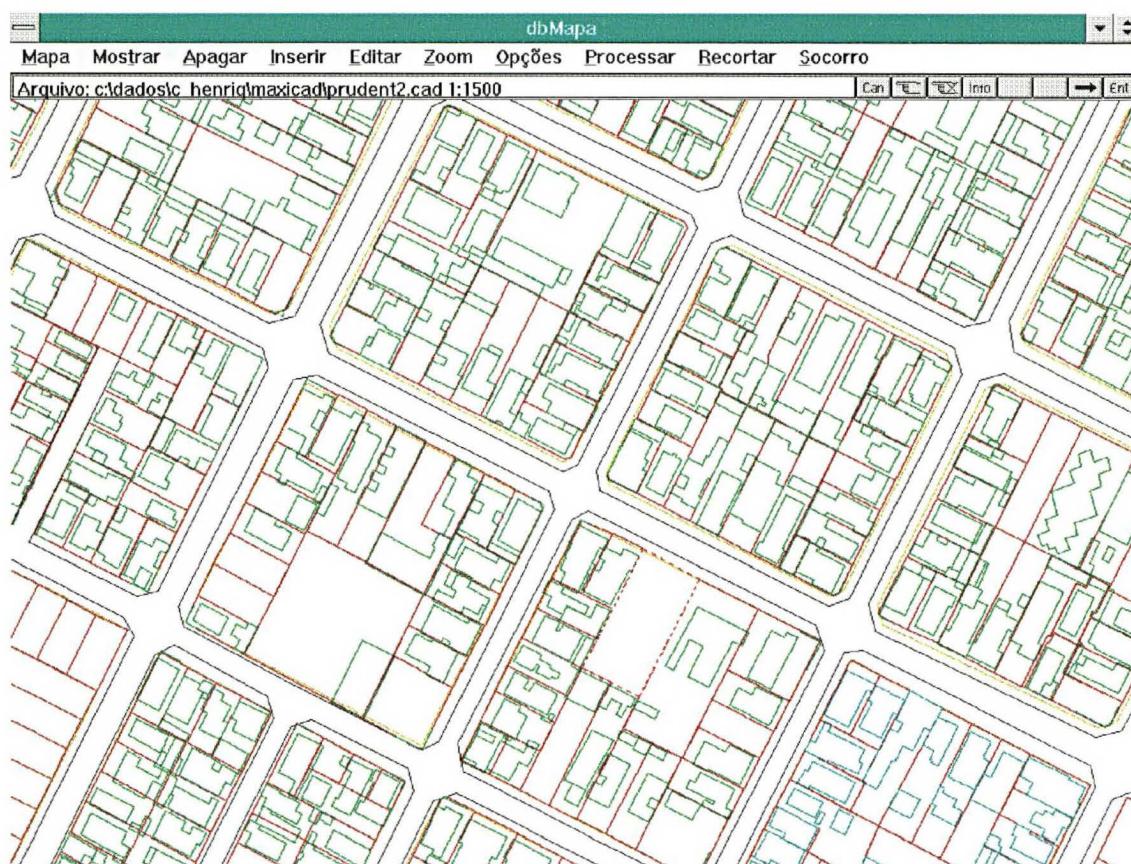 dbMapa
Mapa Mostrar Apagar Inserir Editar Zoom Opções Processar Recortar Socorro
Arquivo: c:\dados\c_henriq\maxicad\prudent2.cad 1:1500 Can Info Ent